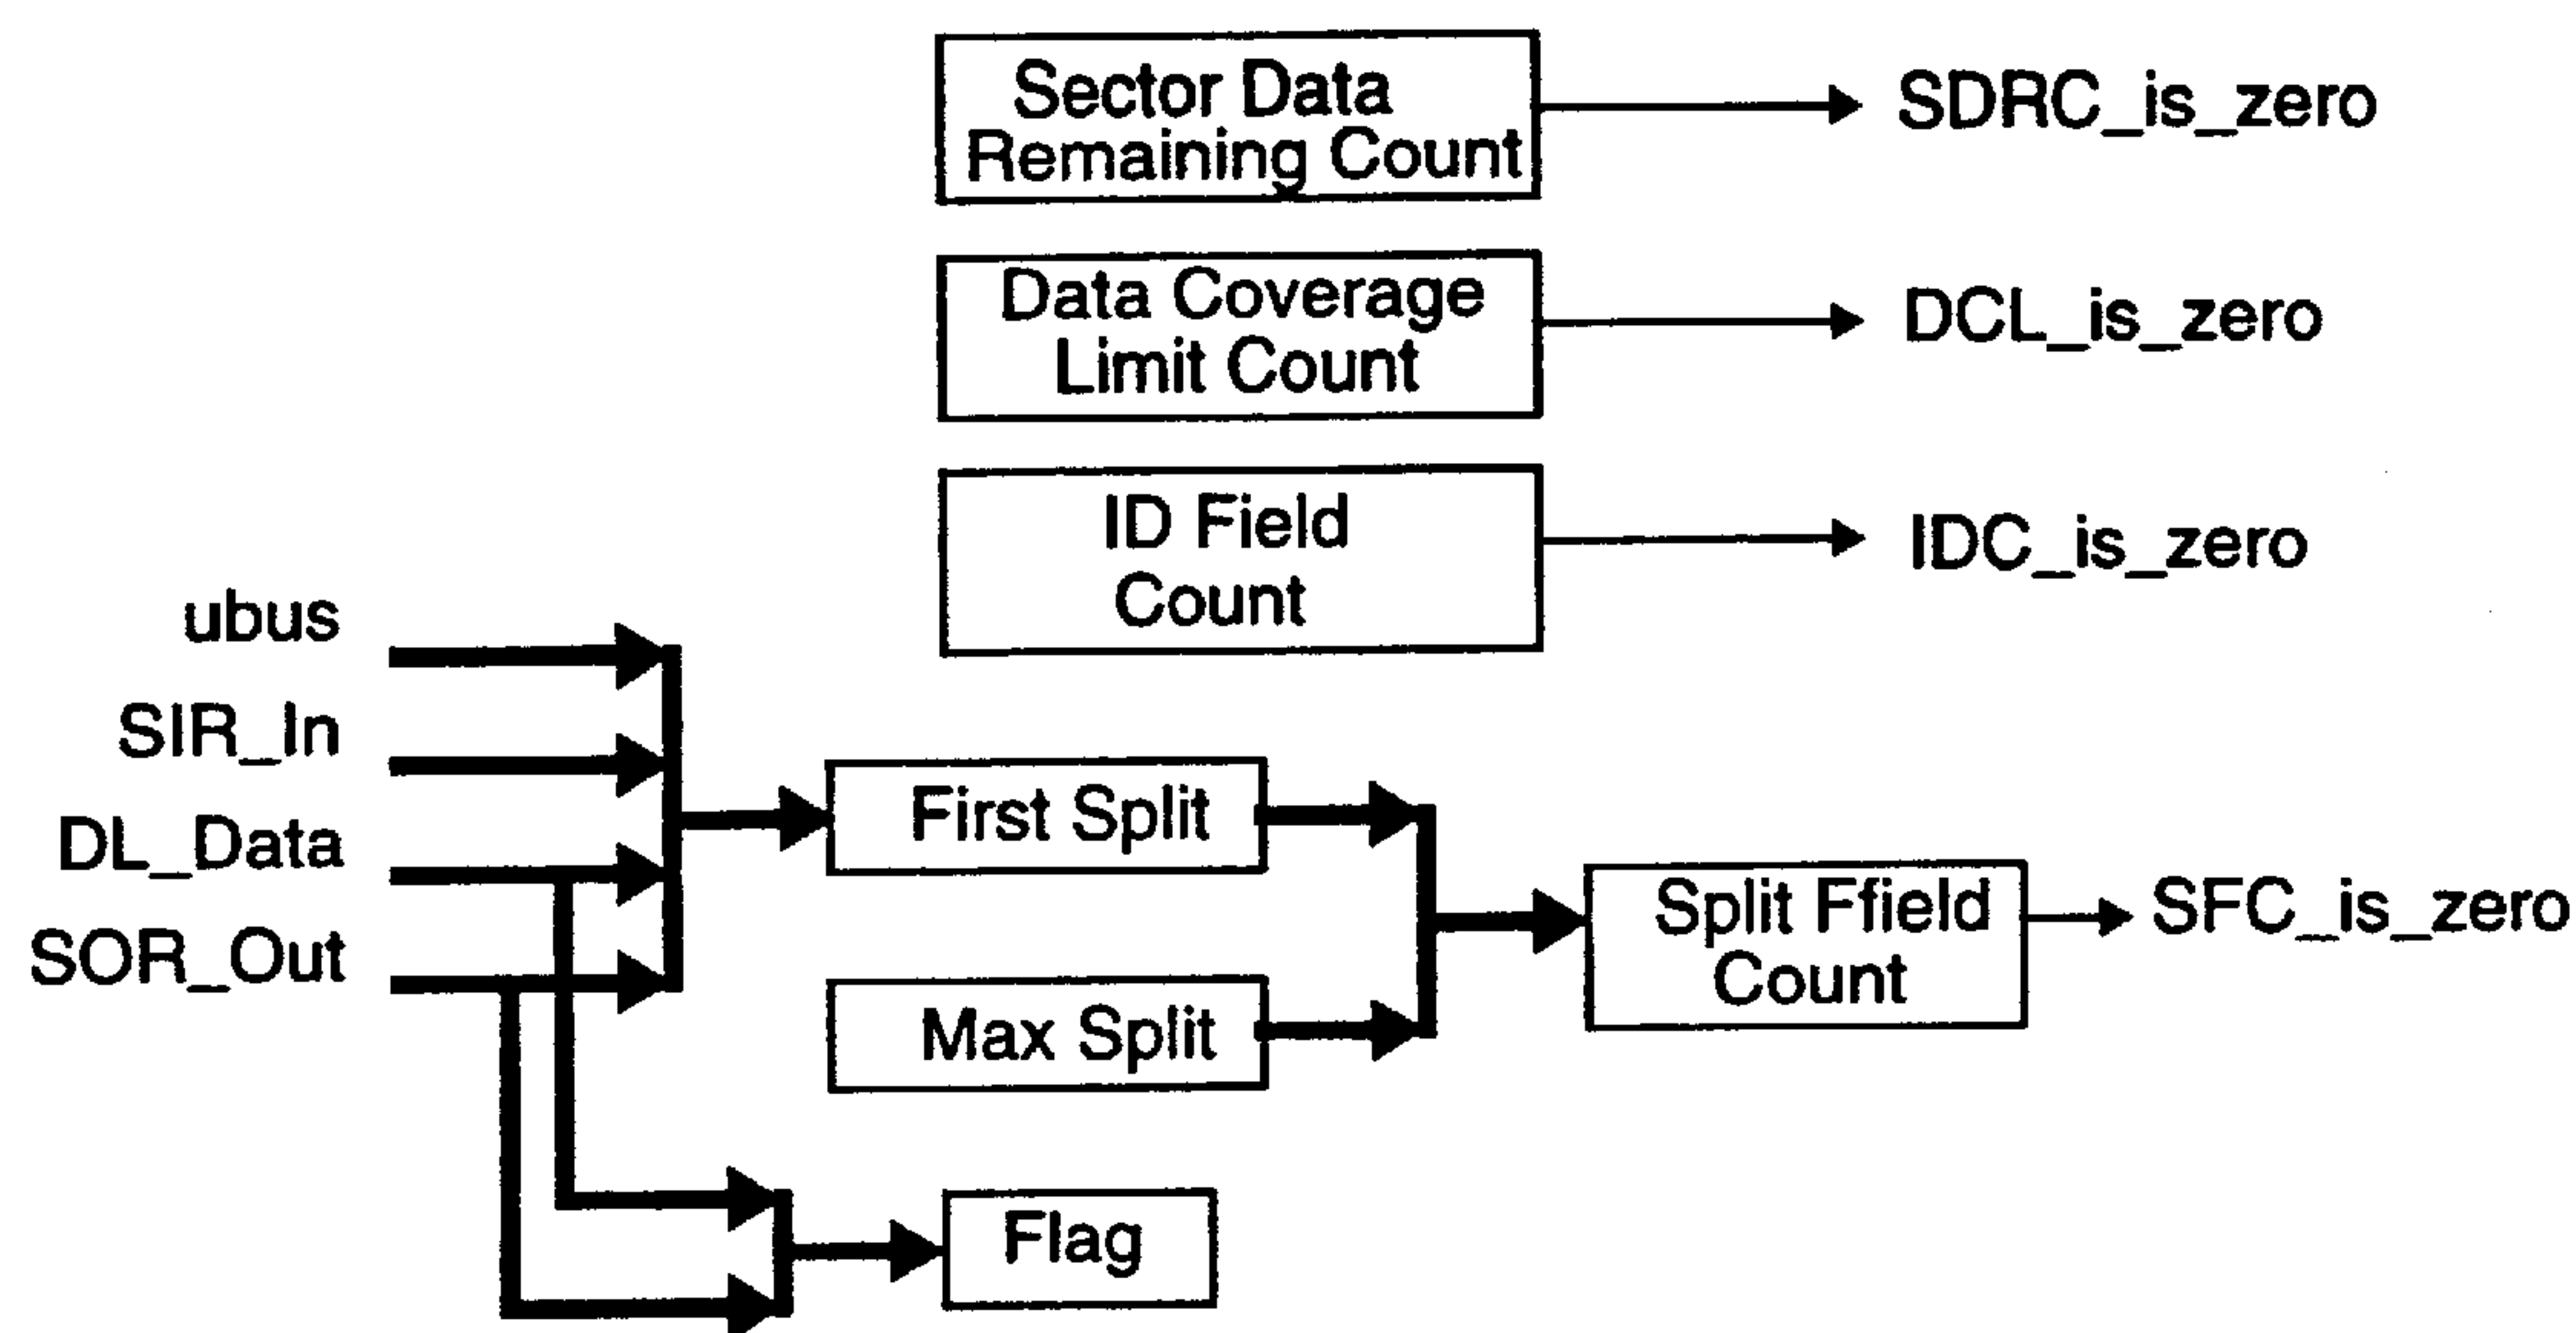 Sector Data
Remaining Count
SDRC_is_zero
Data Coverage
Limit Count
DCL_is_zero
ID Field
Count
IDC_is_zero
ubus
SIR_In
DL_Data
SOR_Out
First Split
Max Split
Split Ffield
Count
SFC_is_zero
Flag